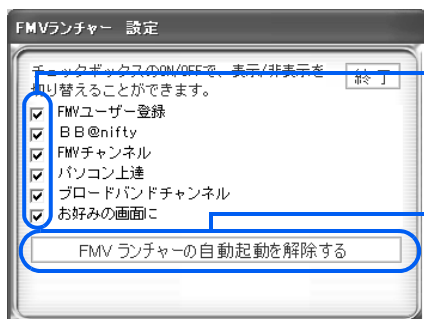 FMVランチャー 設定
チェックボックスのON/OFFで、表示/非表示を
切り替えることができます。
終了
FMVユーザー登録
ＢＢ@nifty
FMVチャンネル
パソコン上達
ブロードバンドチャンネル
お好みの画面に
FMV ランチャーの自動起動を解除する